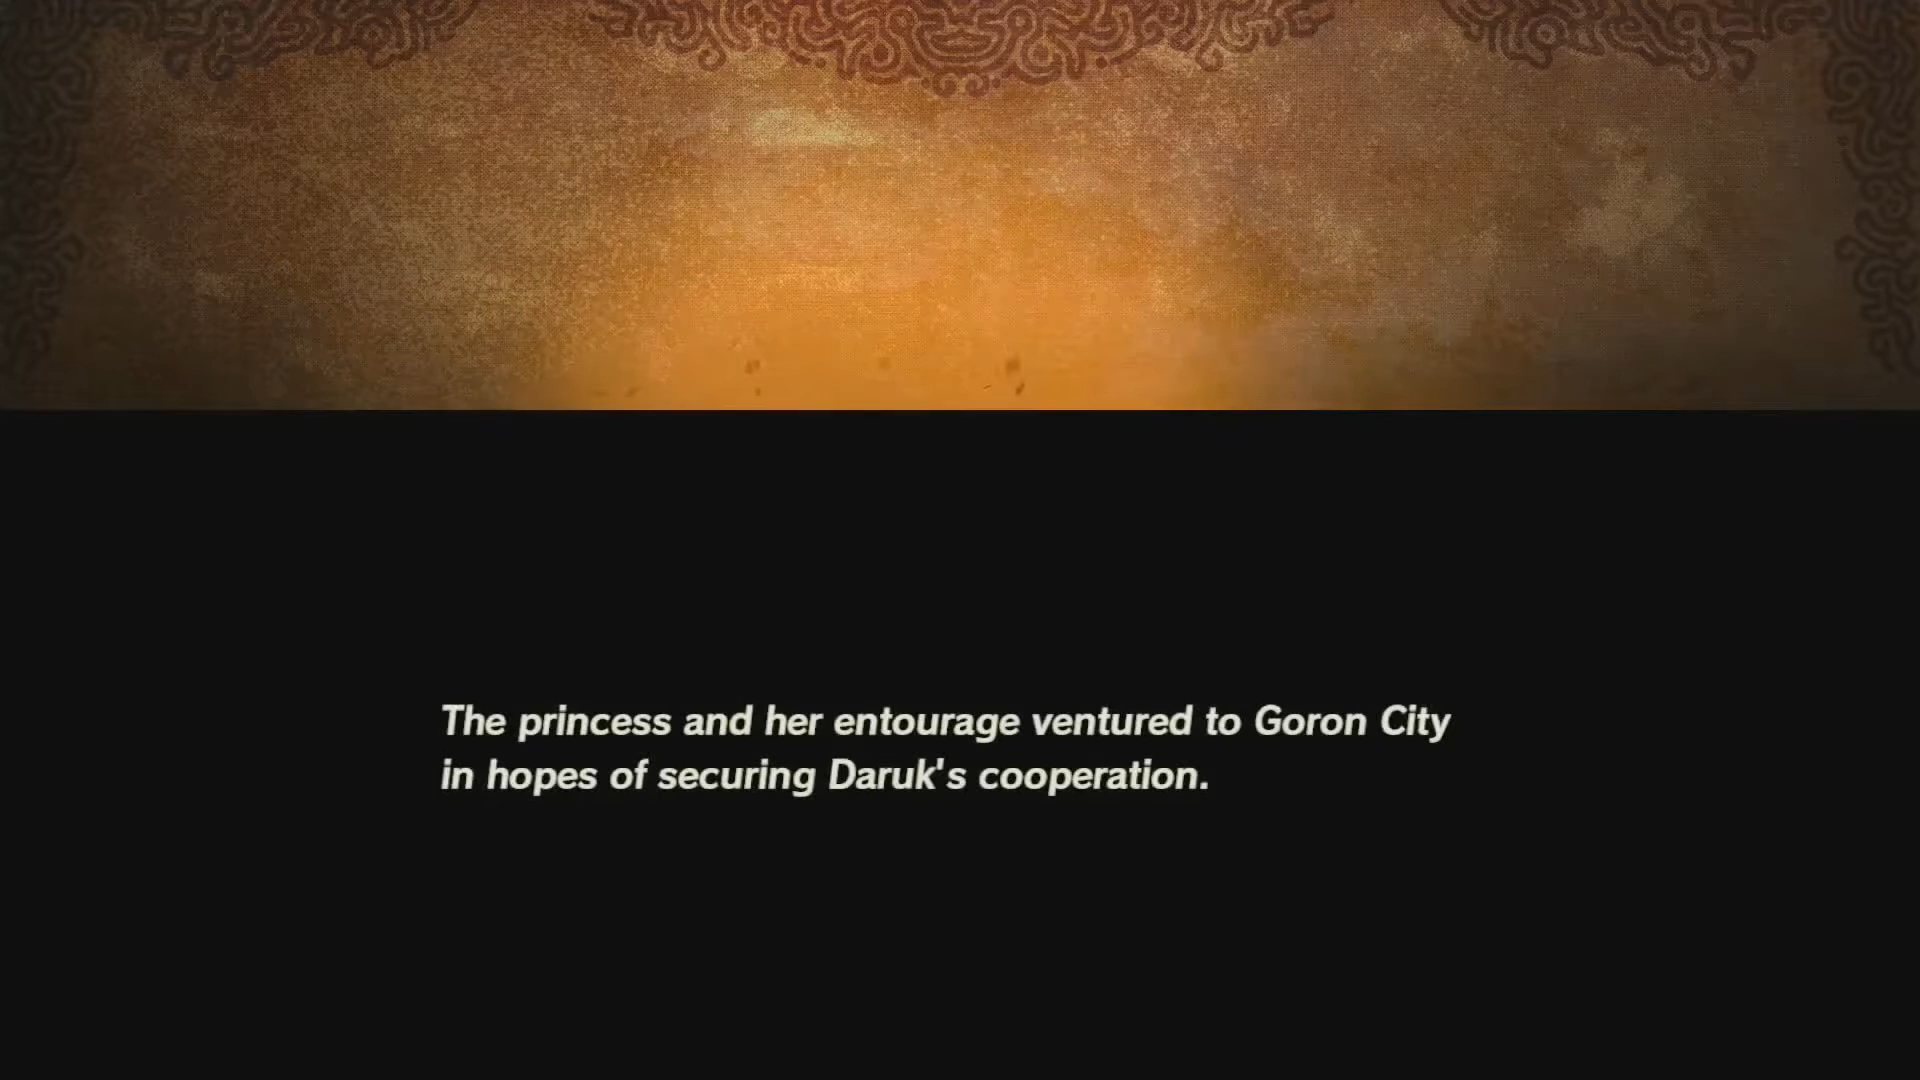 The princess and her entourage ventured to Goron City
in hopes of securing Daruk's cooperation.